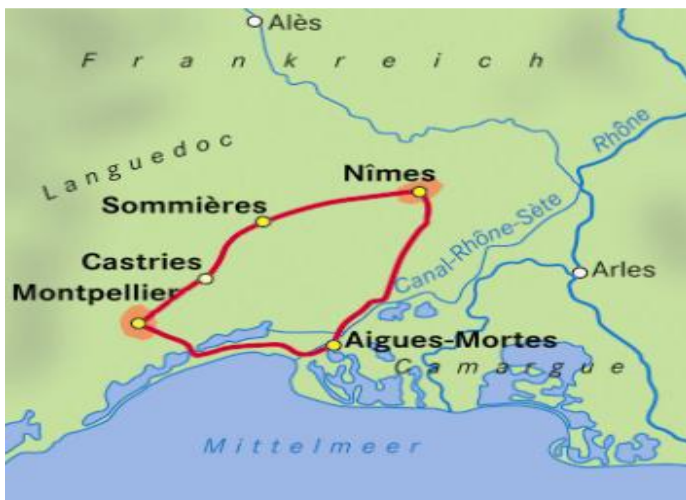 Alès
Frankreich
Rhône
Languedoc
Nîmes
Sommières
Canal-Rhône-Sète
Castries
Arles
Montpellier
Aigues-Mortes
Camargue
Mittelmeer